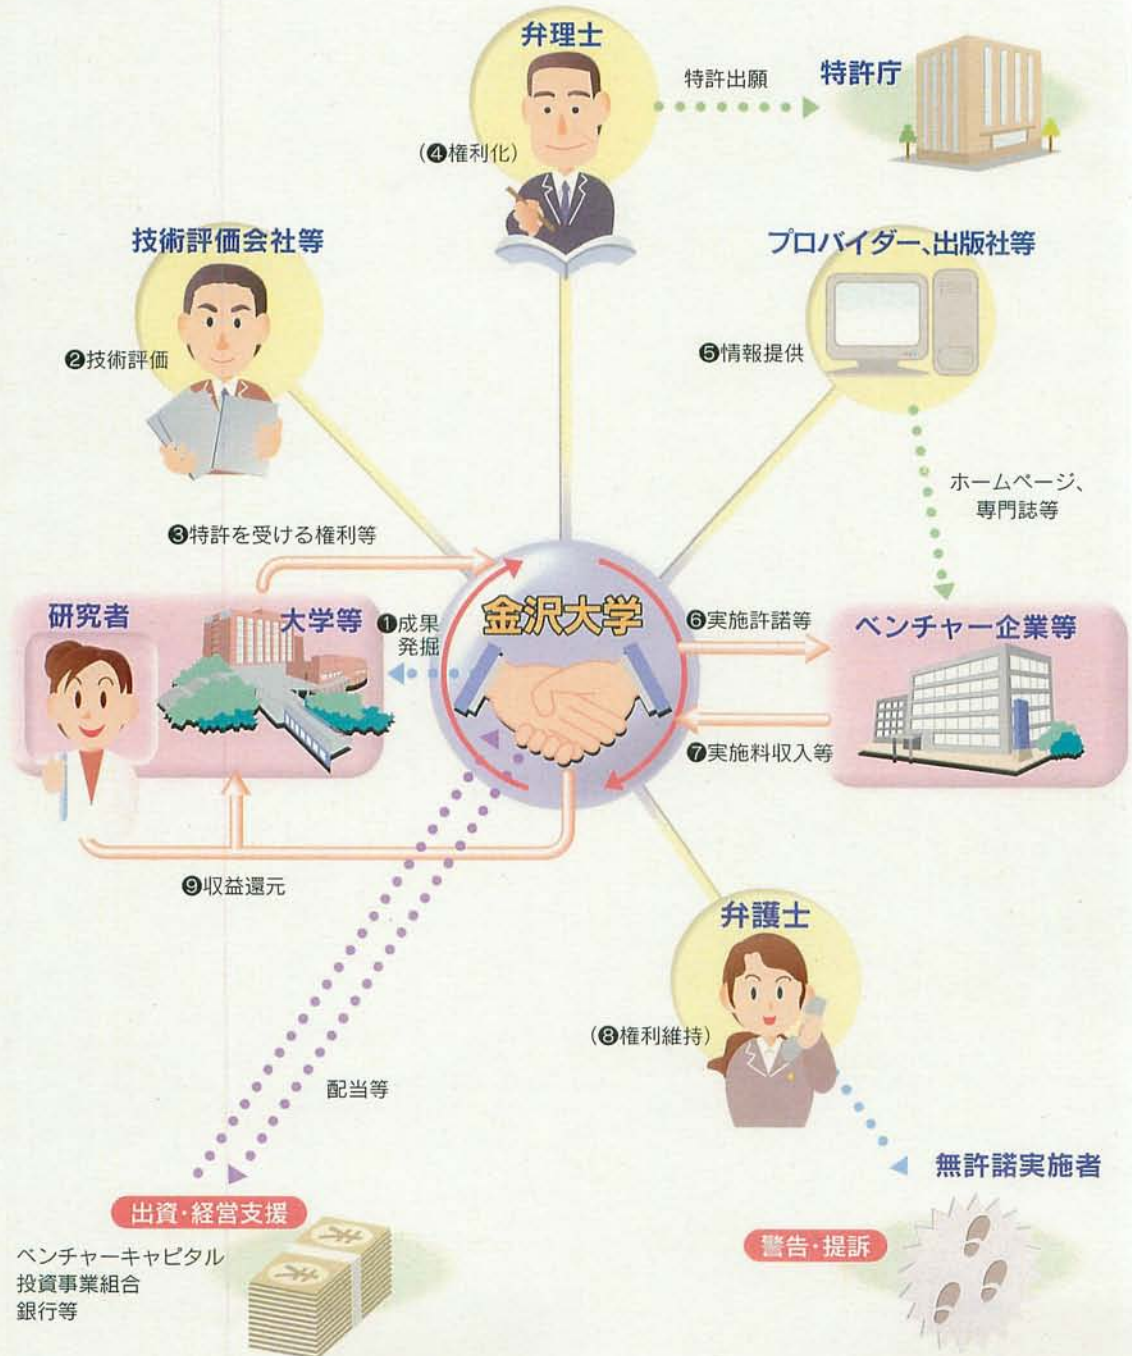 弁理士
特許出願
特許庁
(❹権利化)
技術評価会社等
プロバイダー、出版社等
❷技術評価
❺情報提供
ホームページ、
専門誌等
❸特許を受ける権利等
研究者
大学等
❶成果
発掘
金沢大学
❻実施許諾等
ベンチャー企業等
❼実施料収入等
❾収益還元
弁護士
(❽権利維持)
配当等
無許諾実施者
出資・経営支援
警告・提訴
ベンチャーキャピタル
投資事業組合
銀行等